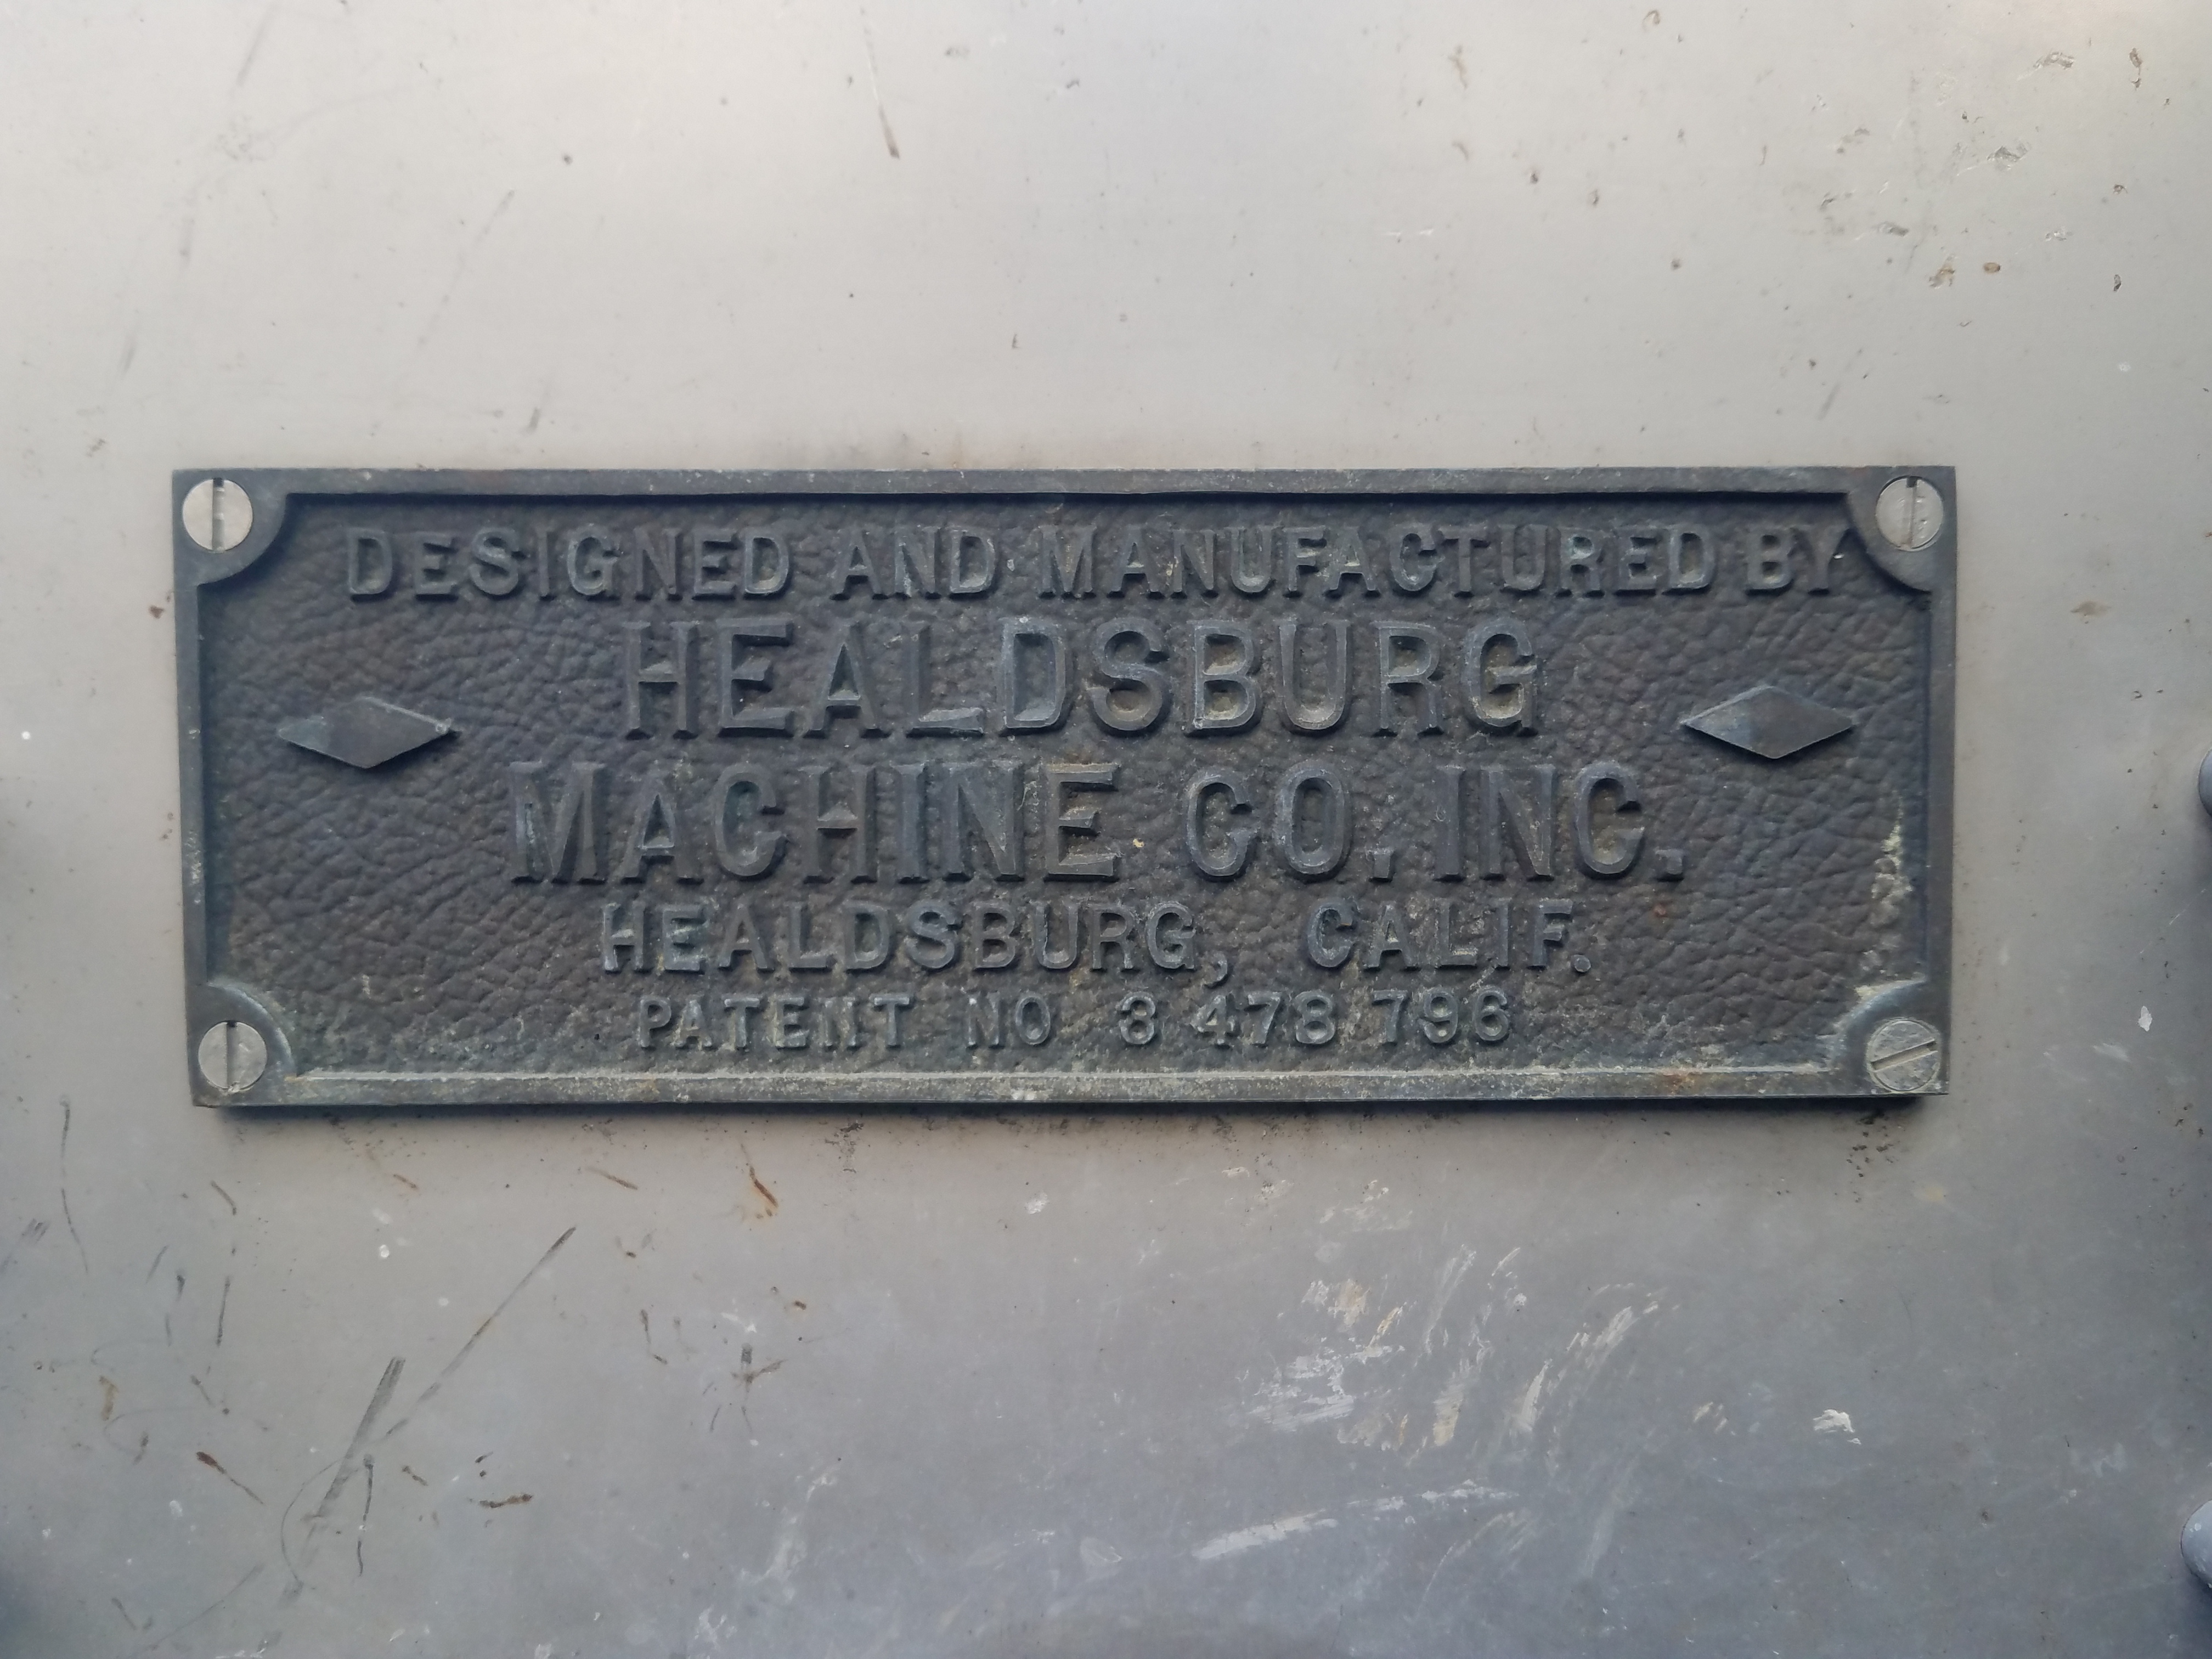 DESIGNED AND MANUFACTURED BY
HEALDSBURG
MACHINE CO. INC.
HEALDSBURG, CALIF.
PATENT NO 3 478 796